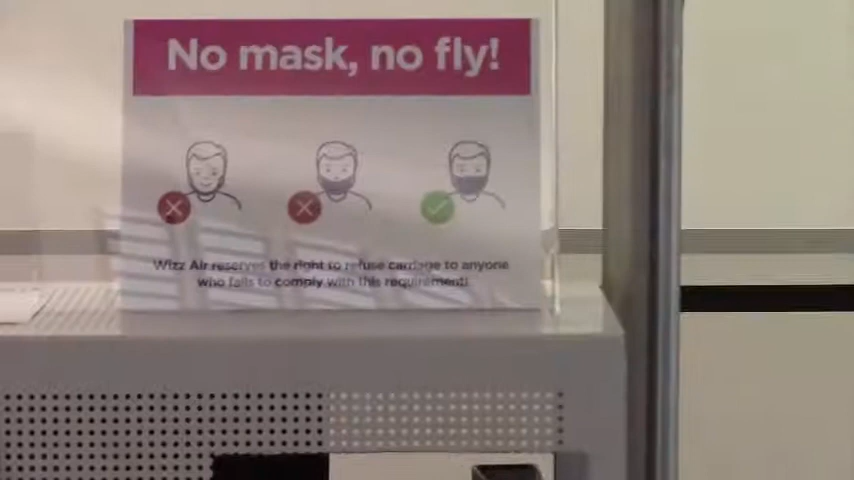 No mask, no fly!
Wizz Air reserves the right to refuse carriage to anyone
who fails to comply with this requirement!